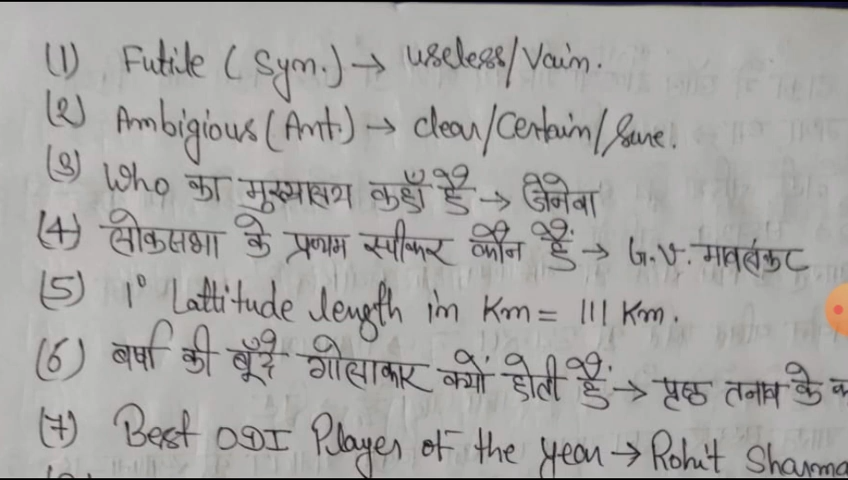 (1) Futile (Syn.) → useless/Vain.
(2) Ambigious (Ant.) → clear/Certain/Sure.
(3) Who का मुख्यालय कहाँ है → जेनेवा
(4) लोकसभा के प्रथम स्पीकर कौन हैं → G.V. मावलंकर
(5) 1° Lattitude length in Km = 111 Km.
(6) बर्षा की बूँदे गोलाकार क्यों होती हैं → पृष्ठ तनाव के
(7) Best ODI Player of the year → Rohit Sharma